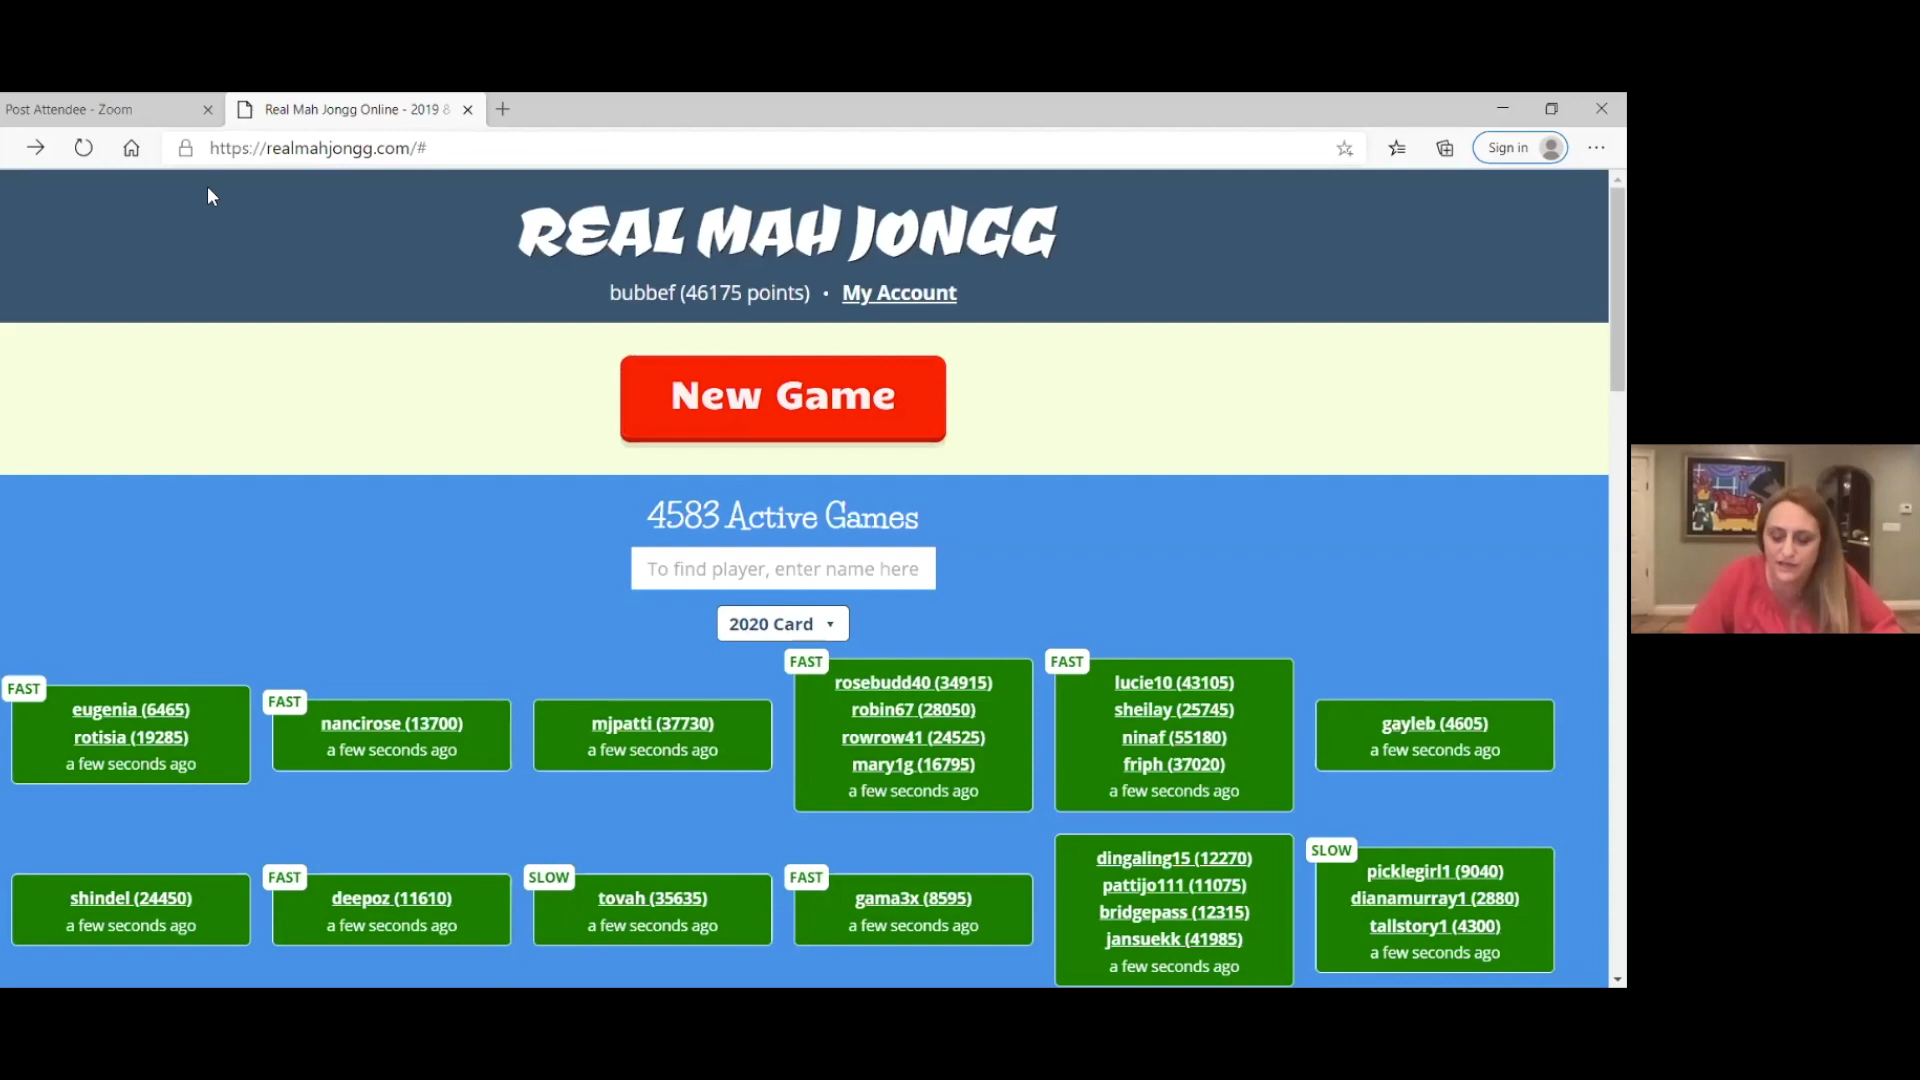 Post Attendee - Zoom
Real Mah Jongg Online - 2019 &
https://realmahjongg.com/#
Sign in
REAL MAH JONGG
bubbef (46175 points) • My Account
New Game
4583 Active Games
To find player, enter name here
2020 Card
FAST
eugenia (6465)
rotisia (19285)
a few seconds ago
FAST
nancirose (13700)
a few seconds ago
mjpatti (37730)
a few seconds ago
FAST
rosebudd40 (34915)
robin67 (28050)
rowrow41 (24525)
mary1g (16795)
a few seconds ago
FAST
lucie10 (43105)
sheilay (25745)
ninaf (55180)
friph (37020)
a few seconds ago
gayleb (4605)
a few seconds ago
shindel (24450)
a few seconds ago
FAST
deepoz (11610)
a few seconds ago
SLOW
tovah (35635)
a few seconds ago
FAST
gama3x (8595)
a few seconds ago
dingaling15 (12270)
pattijo111 (11075)
bridgepass (12315)
jansuekk (41985)
a few seconds ago
SLOW
picklegirl1 (9040)
dianamurray1 (2880)
tallstory1 (4300)
a few seconds ago